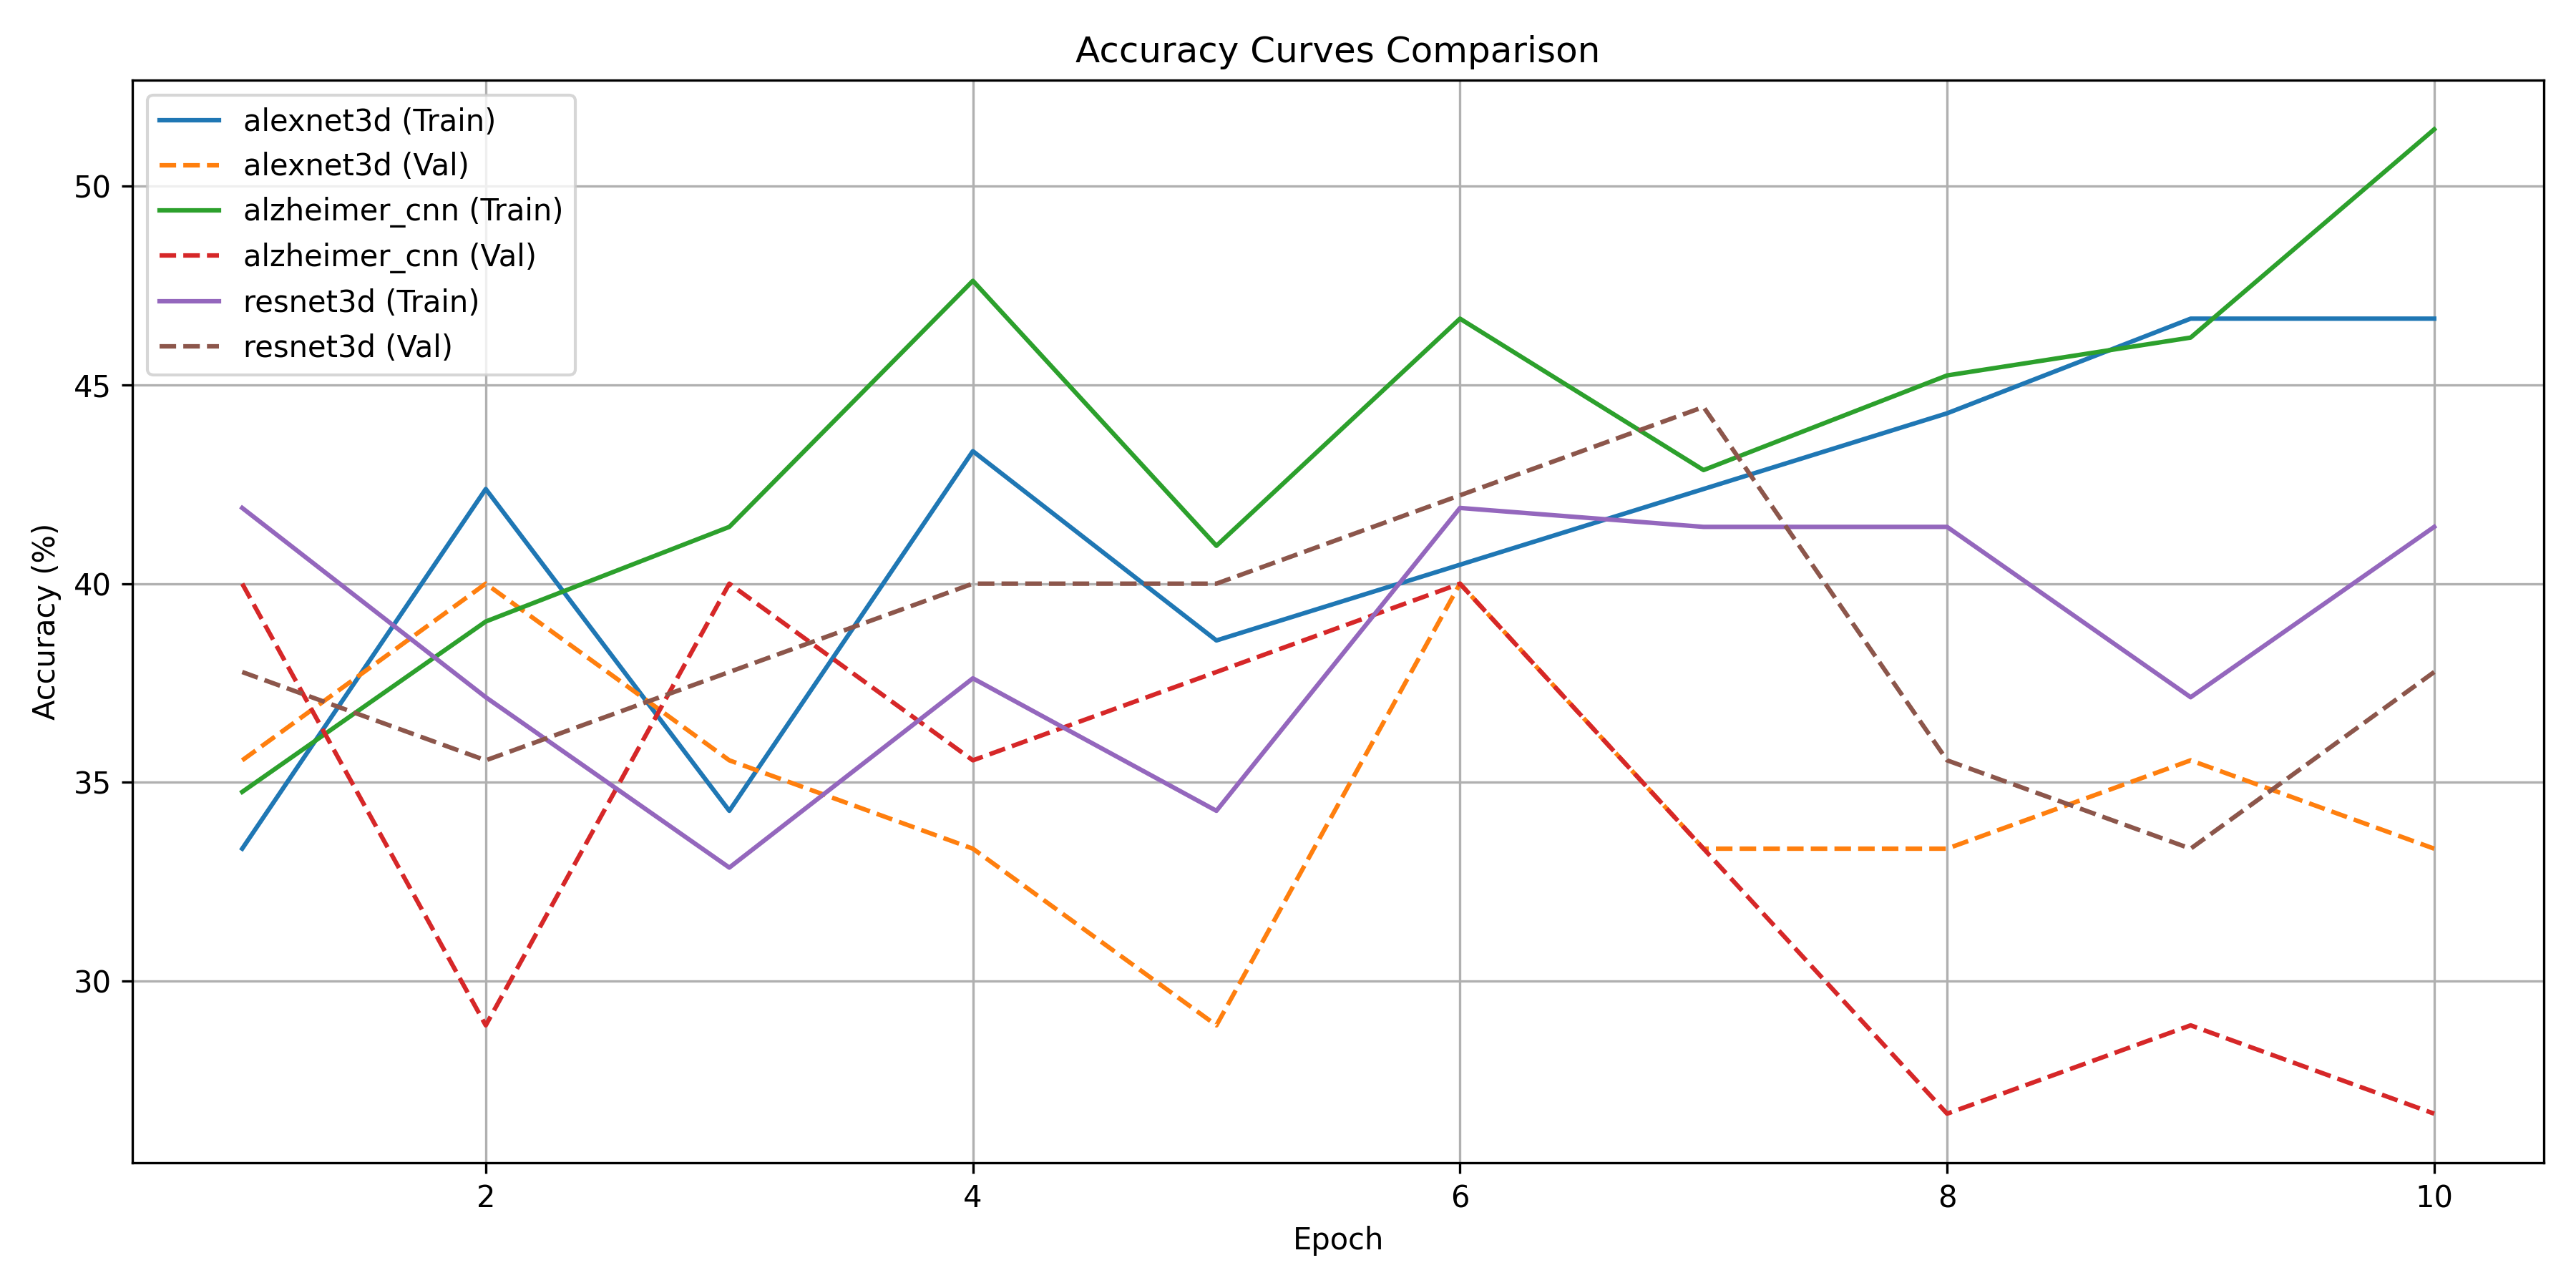 Accuracy Curves Comparison
alexnet3d (Train)
alexnet3d (Val)
alzheimer_cnn (Train)
alzheimer_cnn (Val)
resnet3d (Train)
resnet3d (Val)
50
45
40
35
30
Accuracy (%)
2 4 6 8 10
Epoch